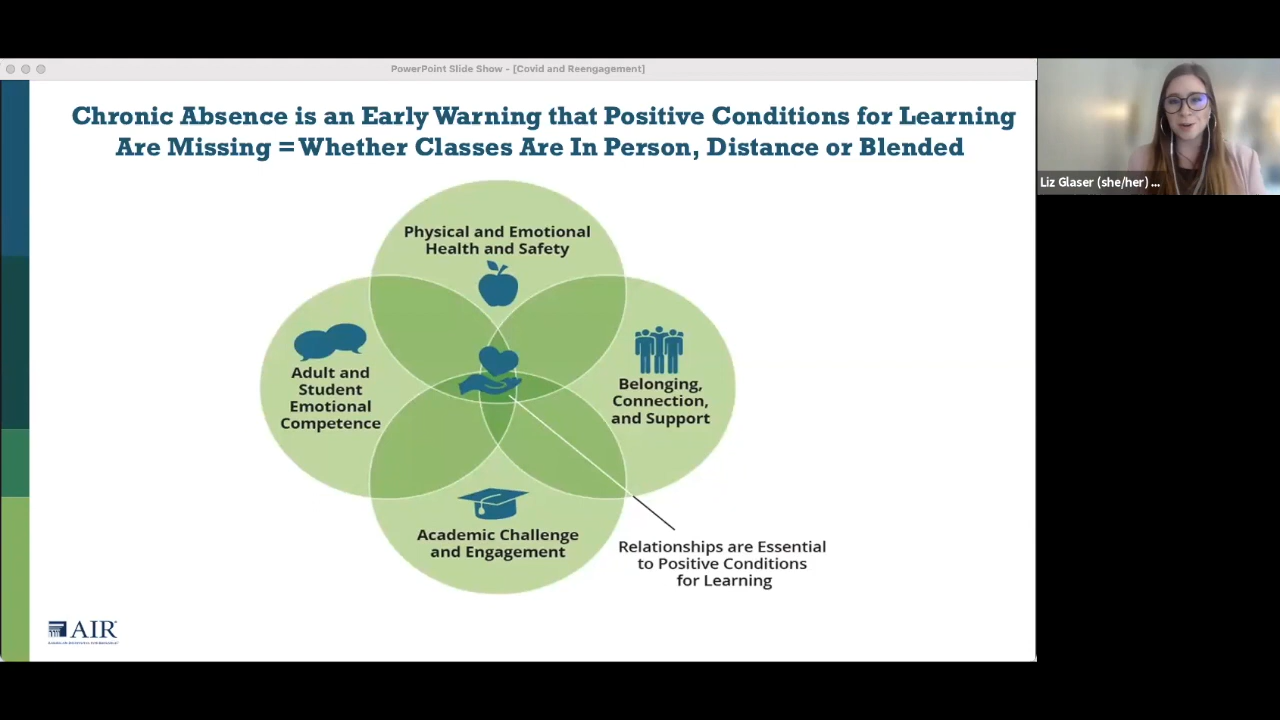 PowerPoint Slide Show - [Covid and Reengagement]
Chronic Absence is an Early Warning that Positive Conditions for Learning
Are Missing = Whether Classes Are In Person, Distance or Blended
Liz Glaser (she/her) ...
Physical and Emotional
Health and Safety
Adult and
Student
Emotional
Competence
Belonging,
Connection,
and Support
Academic Challenge
and Engagement
Relationships are Essential
to Positive Conditions
for Learning
AIR